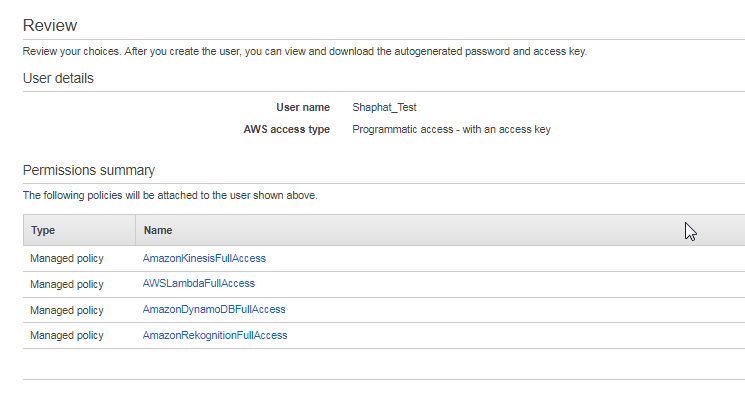 Review
Review your choices. After you create the user, you can view and download the autogenerated password and access key.
User details
User name Shaphat_Test
AWS access type Programmatic access - with an access key
Permissions summary
The following policies will be attached to the user shown above.
Type Name
Managed policy AmazonKinesisFullAccess
Managed policy AWSLambdaFullAccess
Managed policy AmazonDynamoDBFullAccess
Managed policy AmazonRekognitionFullAccess